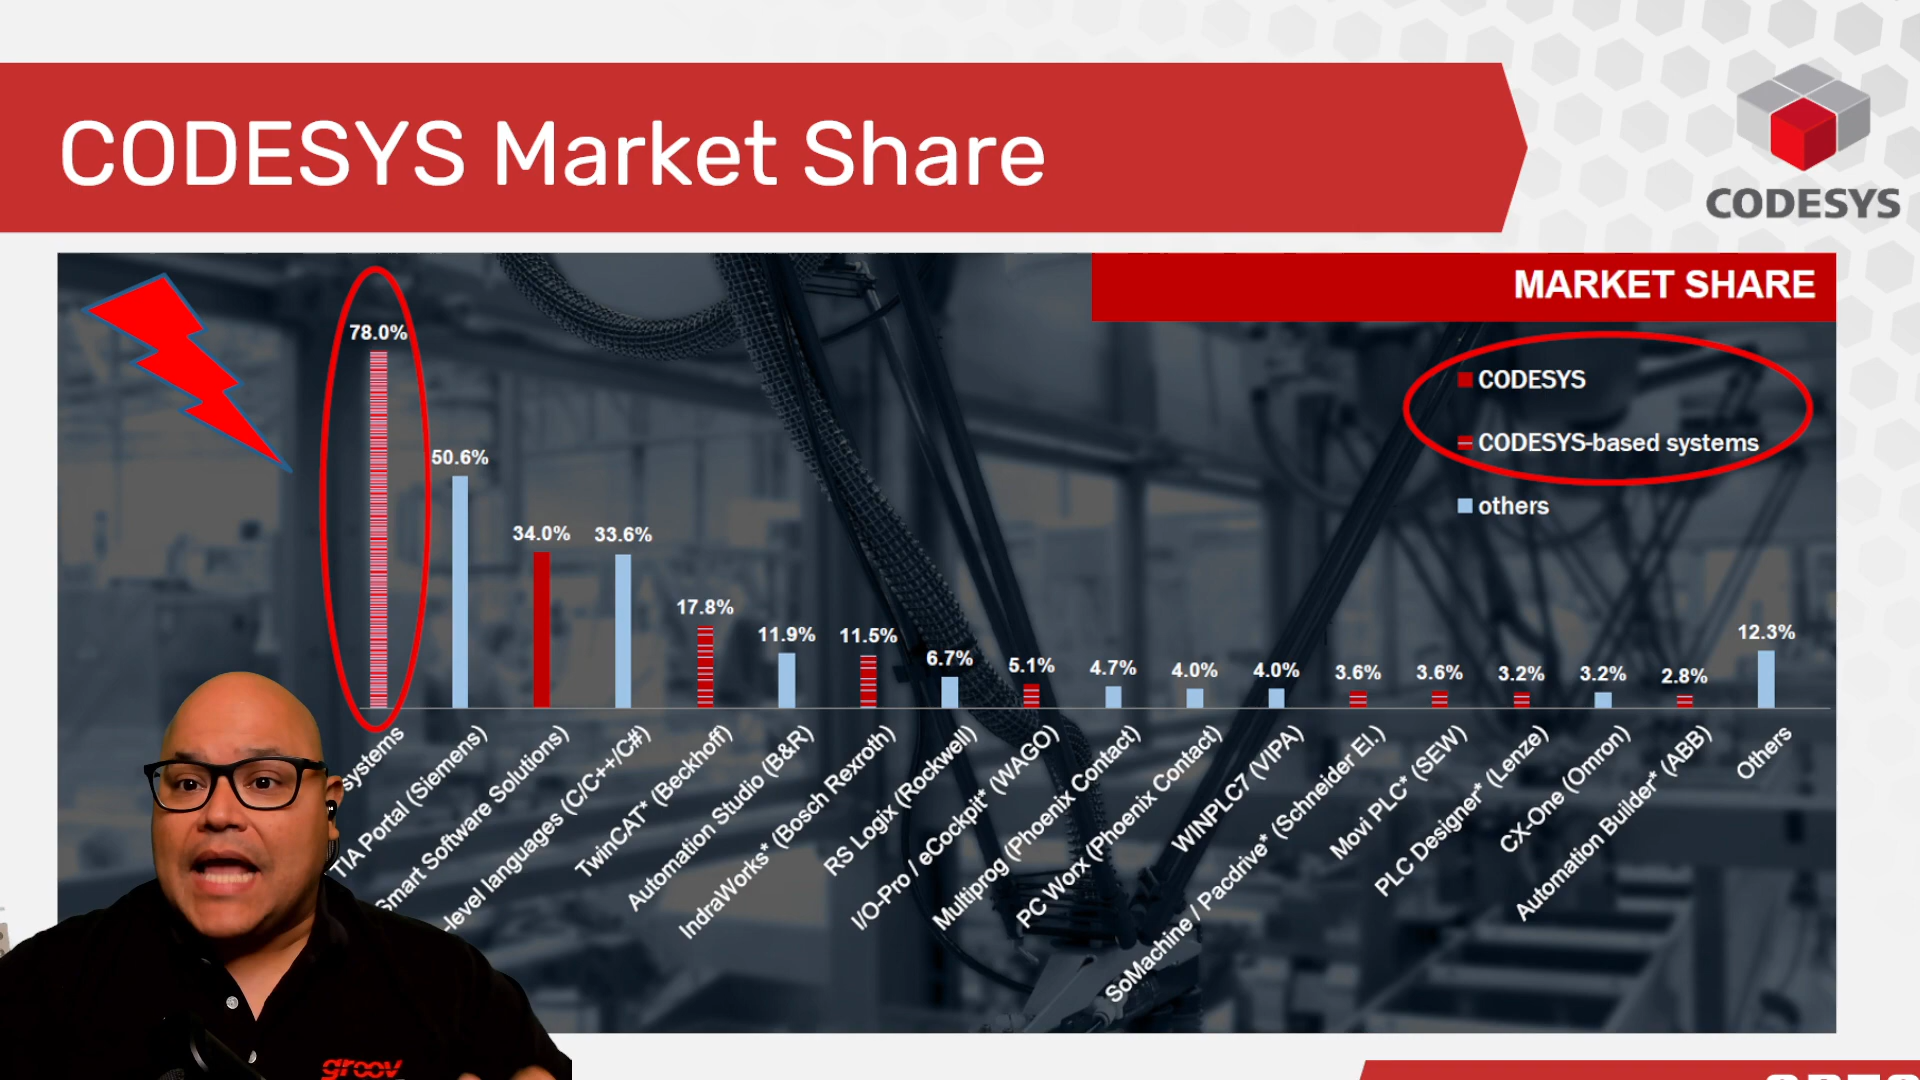 CODESYS Market Share
CODESYS
MARKET SHARE
CODESYS
CODESYS-based systems
others
78.0%
50.6%
34.0%
33.6%
17.8%
11.9%
11.5%
6.7%
5.1%
4.7%
4.0%
4.0%
3.6%
3.6%
3.2%
3.2%
2.8%
12.3%
systems
TIA Portal (Siemens)
Smart Software Solutions)
-level languages (C/C++/C#)
TwinCAT* (Beckhoff)
Automation Studio (B&R)
IndraWorks* (Bosch Rexroth)
RS Logix (Rockwell)
I/O-Pro / eCockpit* (WAGO)
Multiprog (Phoenix Contact)
PC Worx (Phoenix Contact)
WINPLC7 (VIPA)
SoMachine / Pacdrive* (Schneider El.)
Movi PLC* (SEW)
PLC Designer* (Lenze)
CX-One (Omron)
Automation Builder* (ABB)
Others
groov